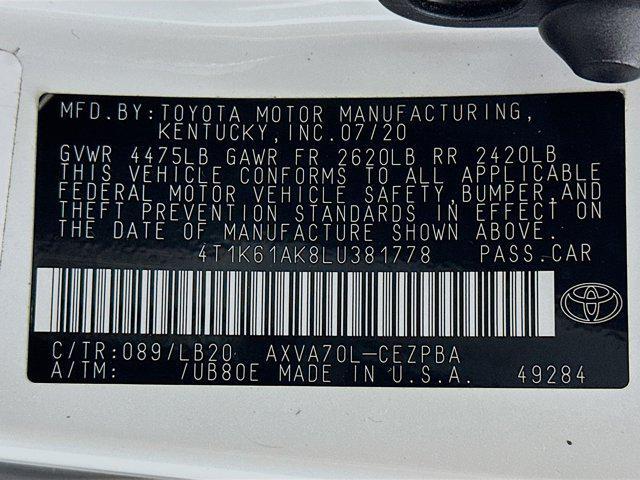 MFD.BY:TOYOTA MOTOR MANUFACTURING,
KENTUCKY,INC.07/20
GVWR 4475LB GAWR FR 2620LB RR 2420LB
THIS VEHICLE CONFORMS TO ALL APPLICABLE
FEDERAL MOTOR VEHICLE SAFETY,BUMPER,AND
THEFT PREVENTION STANDARDS IN EFFECT ON
THE DATE OF MANUFACTURE SHOWN ABOVE.
4T1K61AK8LU381778 PASS.CAR
C/TR:089/LB20 AXVA70L-CEZPBA
A/TM: /UB80E MADE IN U.S.A. 49284